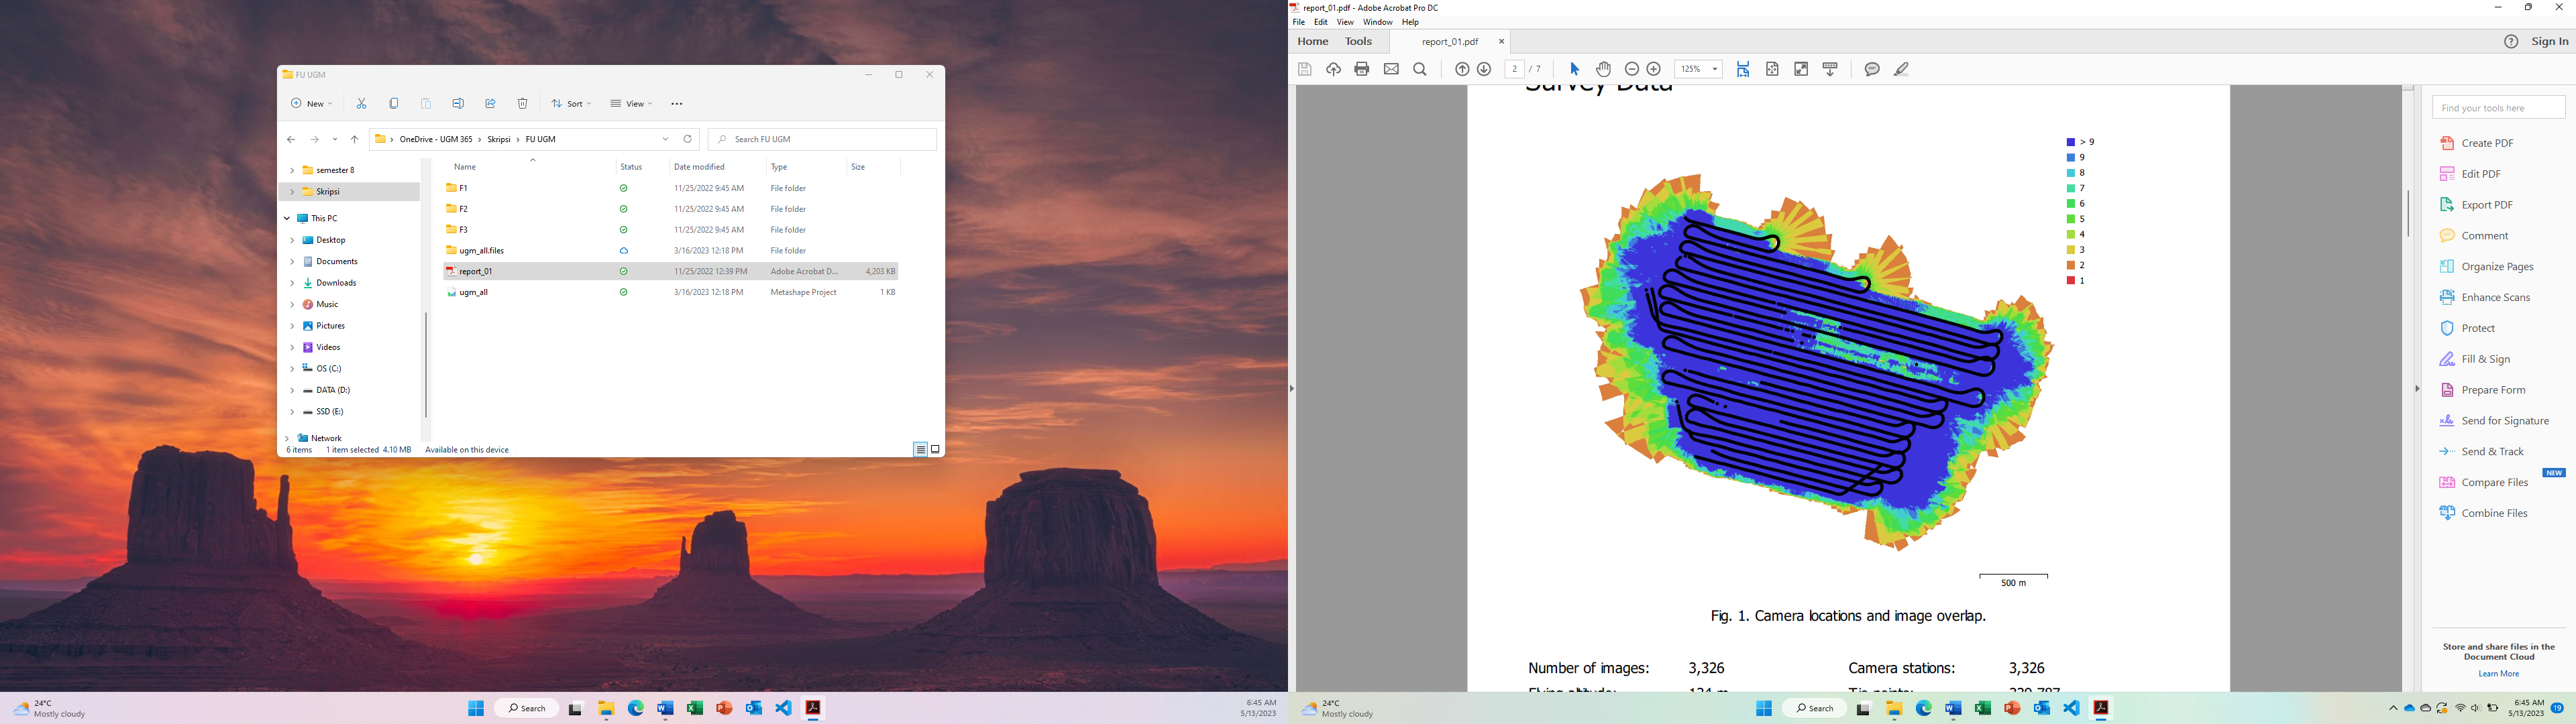 FU UGM
New
Sort
View
OneDrive - UGM 365 > Skripsi > FU UGM
Search FU UGM
Name Status Date modified Type Size
semester 8
Skripsi
This PC
Desktop
Documents
Downloads
Music
Pictures
Videos
OS (C:)
DATA (D:)
SSD (E:)
Network
F1 11/25/2022 9:45 AM File folder
F2 11/25/2022 9:45 AM File folder
F3 11/25/2022 9:45 AM File folder
ugm_all.files 3/16/2023 12:18 PM File folder
report_01 11/25/2022 12:39 PM Adobe Acrobat D... 4,203 KB
ugm_all 3/16/2023 12:18 PM Metashape Project 1 KB
6 items 1 item selected 4.10 MB Available on this device
24°C
Mostly cloudy
Search
6:45 AM
5/13/2023
report_01.pdf - Adobe Acrobat Pro DC
File Edit View Window Help
Home Tools report_01.pdf Sign In
2 / 7 125%
Survey Data
> 9
9
8
7
6
5
4
3
2
1
500 m
Fig. 1. Camera locations and image overlap.
Number of images: 3,326 Camera stations: 3,326
Find your tools here
Create PDF
Edit PDF
Export PDF
Comment
Organize Pages
Enhance Scans
Protect
Fill & Sign
Prepare Form
Send for Signature
Send & Track
NEW
Compare Files
Combine Files
Store and share files in the
Document Cloud
Learn More
24°C
Mostly cloudy
Search
6:45 AM
5/13/2023
19